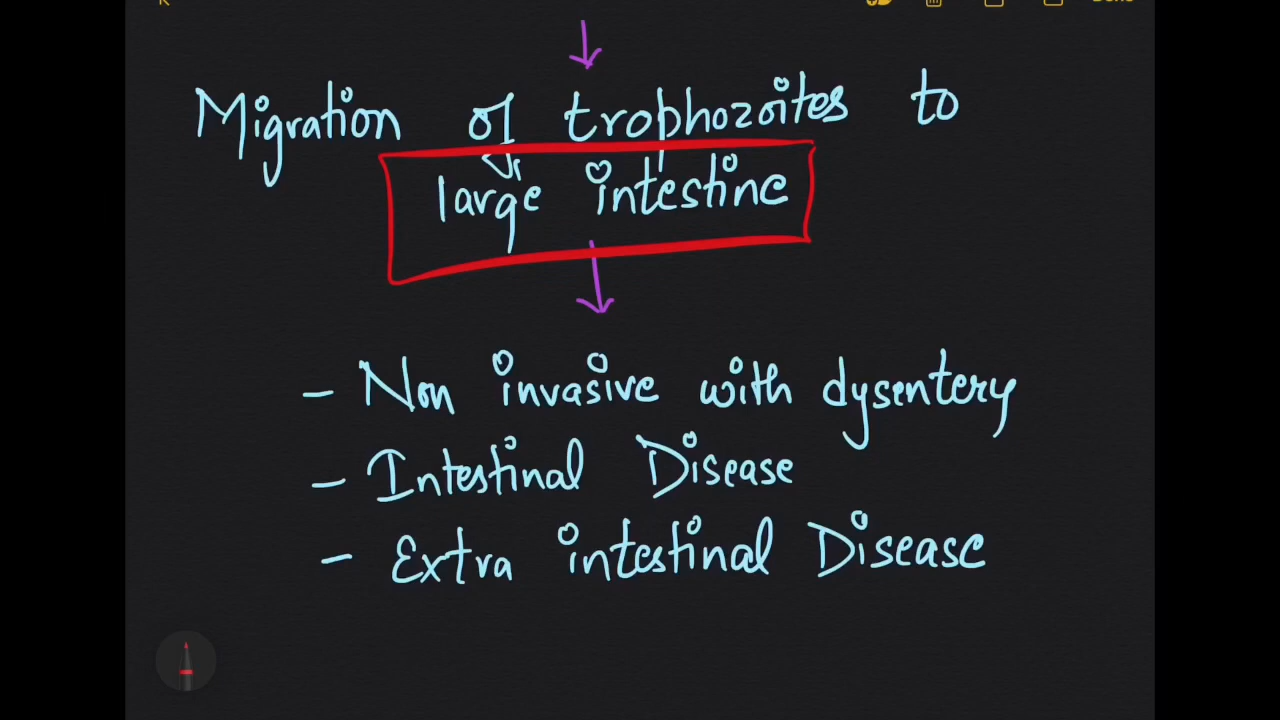 Migration of trophozoites to
large intestine
- Non invasive with dysentery
- Intestinal Disease
- Extra intestinal Disease